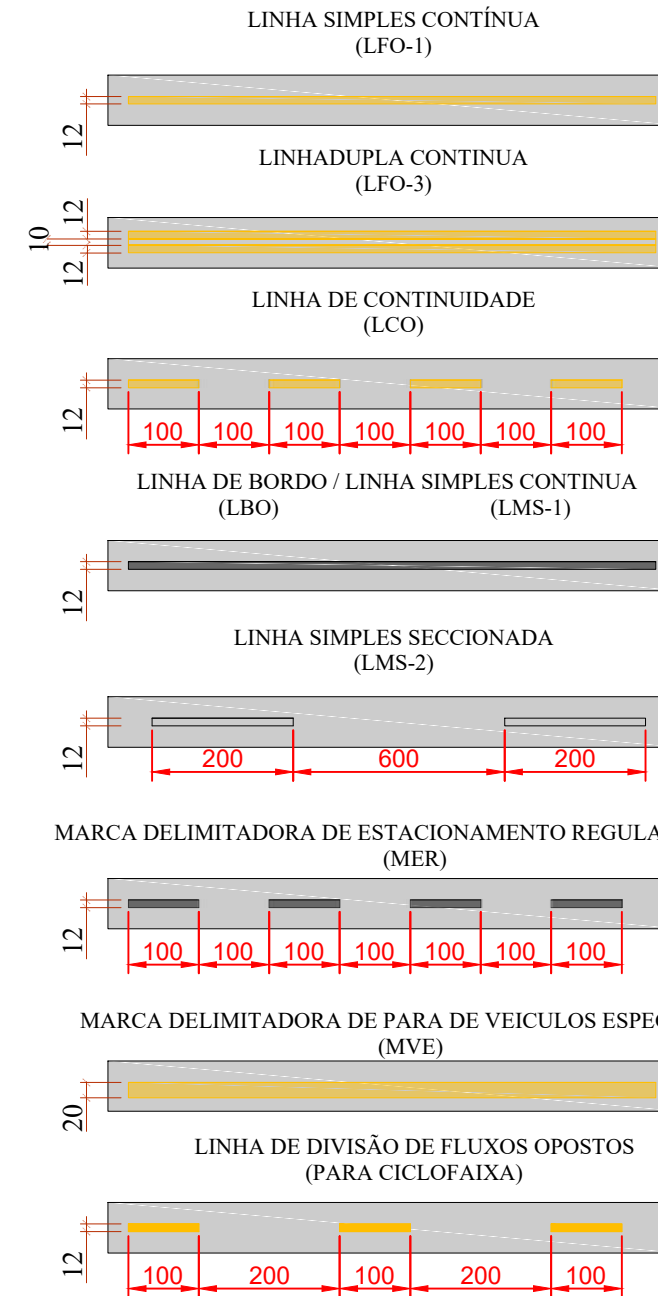 LINHA SIMPLES CONTÍNUA
(LFO-1)
12
LINHADUPLA CONTINUA
(LFO-3)
12
10
12
LINHA DE CONTINUIDADE
(LCO)
12
100 100 100 100 100 100 100
LINHA DE BORDO / LINHA SIMPLES CONTINUA
(LBO) (LMS-1)
12
LINHA SIMPLES SECCIONADA
(LMS-2)
12
200 600 200
MARCA DELIMITADORA DE ESTACIONAMENTO REGULA
(MER)
12
100 100 100 100 100 100 100
MARCA DELIMITADORA DE PARA DE VEICULOS ESPE
(MVE)
20
LINHA DE DIVISÃO DE FLUXOS OPOSTOS
(PARA CICLOFAIXA)
12
100 200 100 200 100